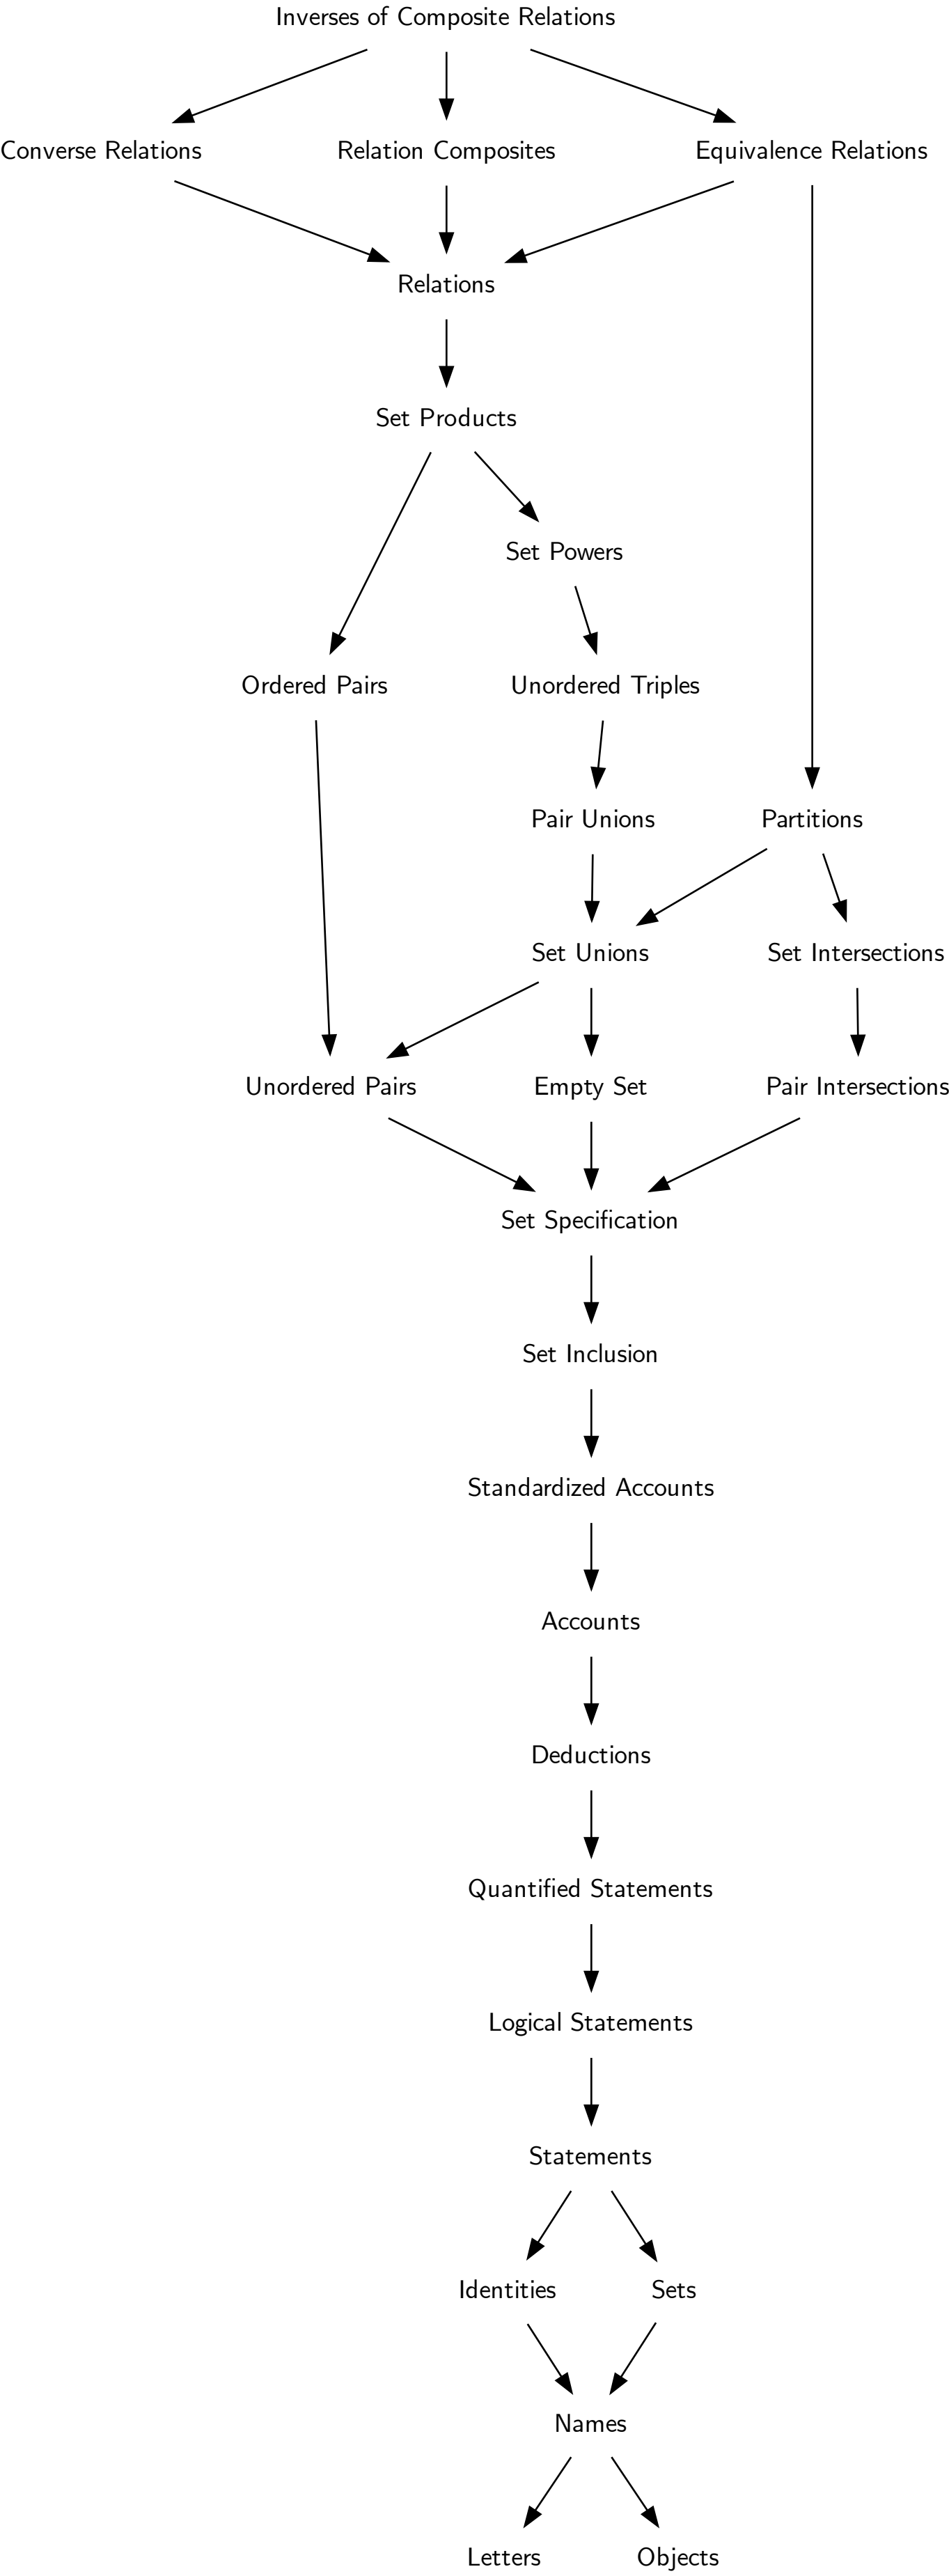 Inverses of Composite Relations
Converse Relations
Relation Composites
Equivalence Relations
Relations
Set Products
Set Powers
Ordered Pairs
Unordered Triples
Pair Unions
Partitions
Set Unions
Set Intersections
Unordered Pairs
Empty Set
Pair Intersections
Set Specification
Set Inclusion
Standardized Accounts
Accounts
Deductions
Quantified Statements
Logical Statements
Statements
Identities
Sets
Names
Letters
Objects